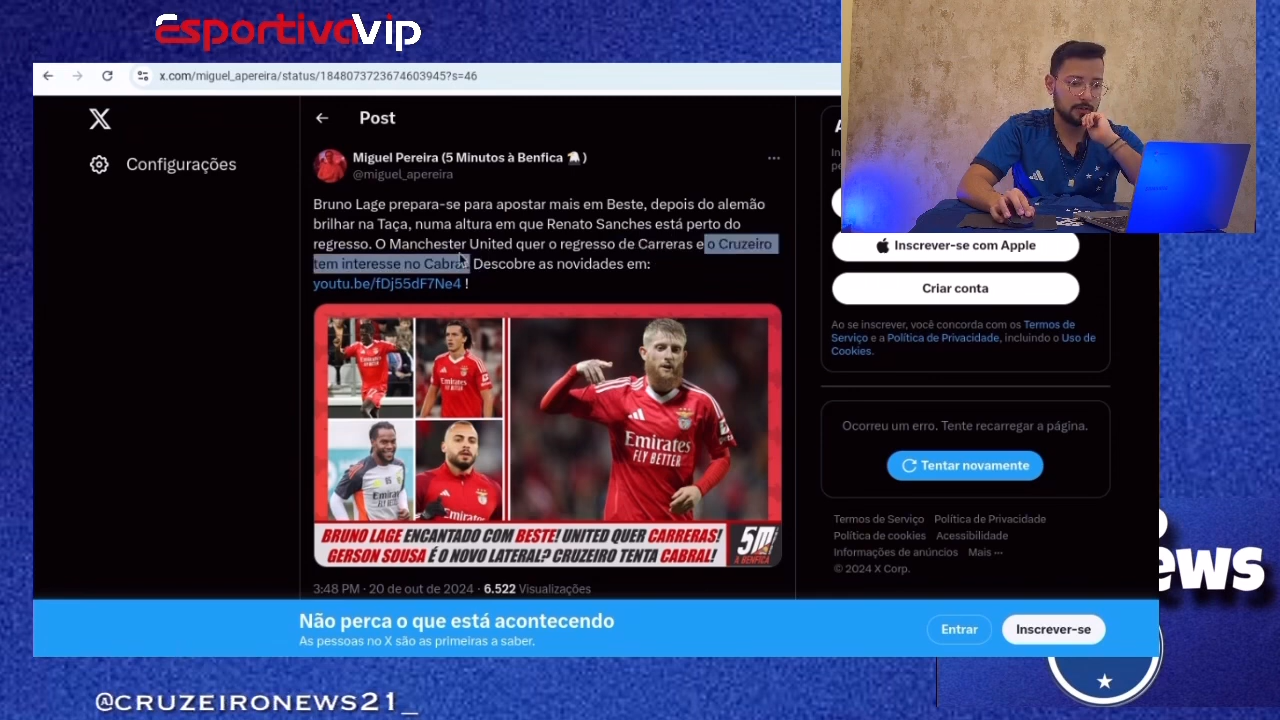 EsportivaVip
x.com/miguel_apereira/status/1848073723674603945?s=46
Post
Configurações
Miguel Pereira (5 Minutos à Benfica 🦅)
@miguel_apereira
Bruno Lage prepara-se para apostar mais em Beste, depois do alemão
brilhar na Taça, numa altura em que Renato Sanches está perto do
regresso. O Manchester United quer o regresso de Carreras e o Cruzeiro
tem interesse no Cabral. Descobre as novidades em:
youtu.be/fDj55dF7Ne4 !
Emirates
FLY BETTER
Emirates
FLY BETTER
BRUNO LAGE ENCANTADO COM BESTE! UNITED QUER CARRERAS!
GERSON SOUSA É O NOVO LATERAL? CRUZEIRO TENTA CABRAL!
5M
À BENFICA
3:48 PM · 20 de out de 2024 · 6.522 Visualizações
Inscrever-se com Apple
Criar conta
Ao se inscrever, você concorda com os Termos de
Serviço e a Política de Privacidade, incluindo o Uso de
Cookies.
Ocorreu um erro. Tente recarregar a página.
Tentar novamente
Termos de Serviço Política de Privacidade
Política de cookies Acessibilidade
Informações de anúncios Mais ···
© 2024 X Corp.
Não perca o que está acontecendo
As pessoas no X são as primeiras a saber.
Entrar
Inscrever-se
ews
@CRUZEIRONEWS21_